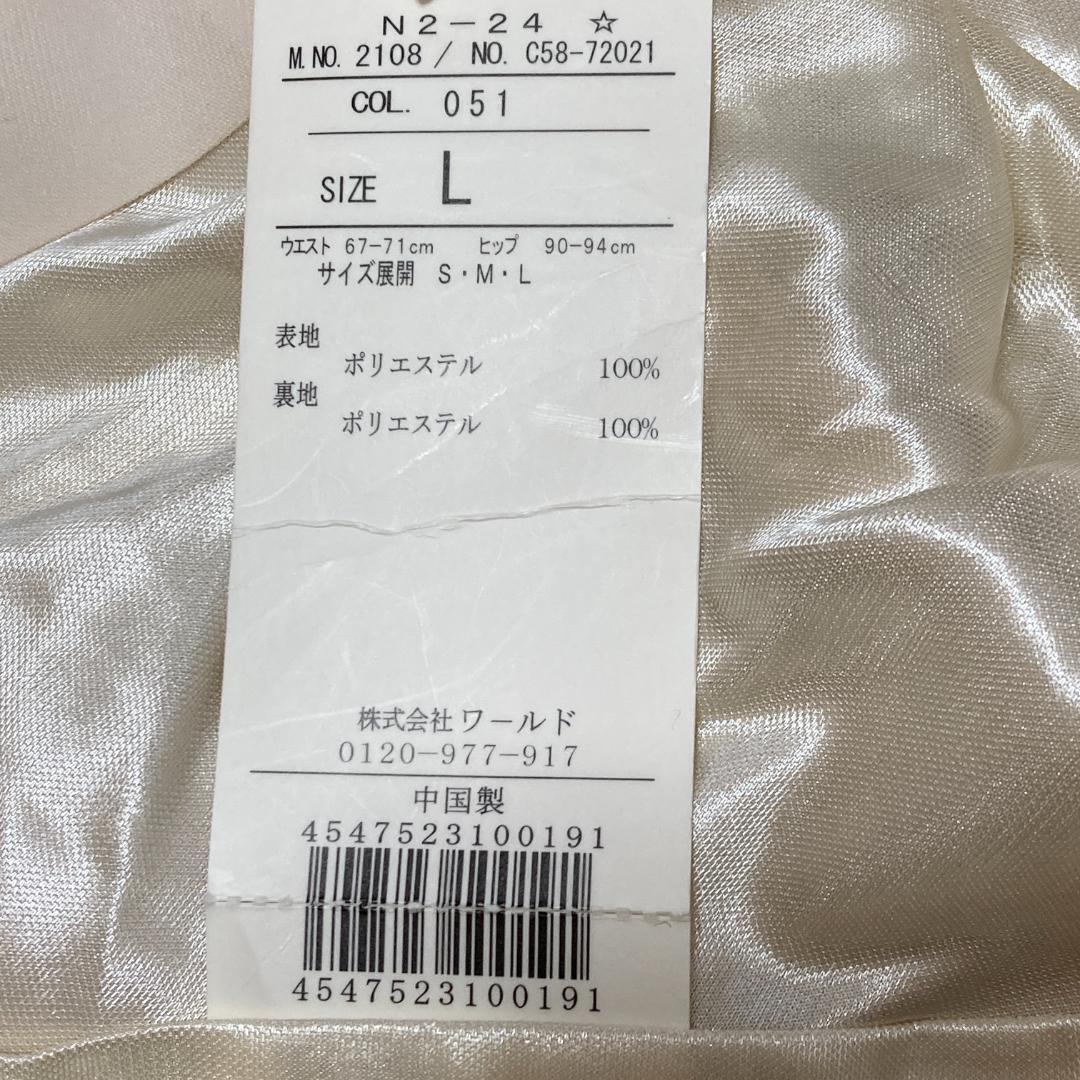 N2-24 ☆
M.NO. 2108 / NO. C58-72021
COL. 051
SIZE L
ウエスト 67-71cm ヒップ 90-94cm
サイズ展開 S・M・L
表地
ポリエステル 100%
裏地
ポリエステル 100%
株式会社ワールド
0120-977-917
中国製
4547523100191
4547523100191